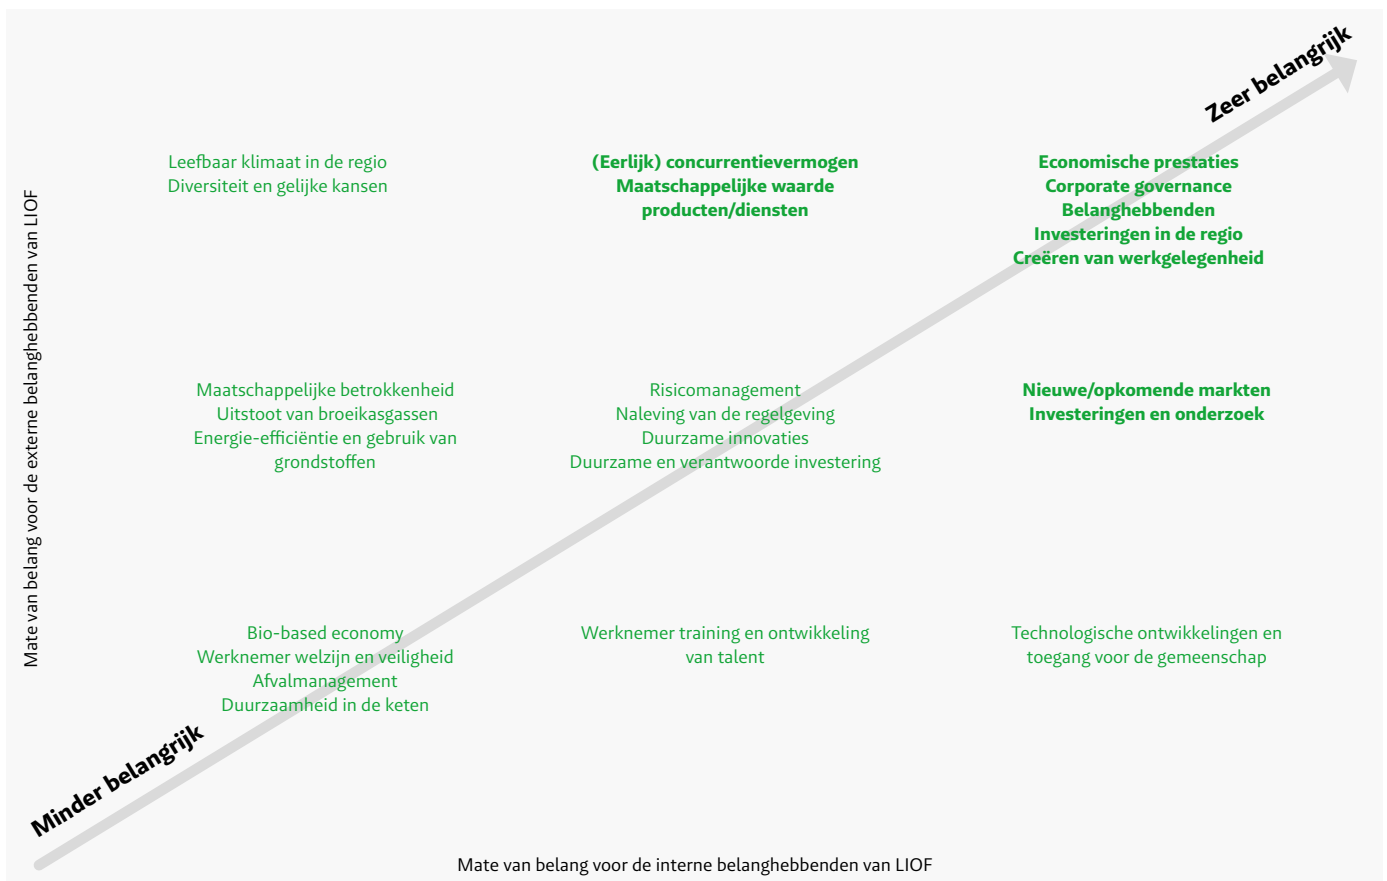 Zeer belangrijk
Mate van belang voor de externe belanghebbenden van LIOF
Leefbaar klimaat in de regio
Diversiteit en gelijke kansen
(Eerlijk) concurrentievermogen
Maatschappelijke waarde
producten/diensten
Economische prestaties
Corporate governance
Belanghebbenden
Investeringen in de regio
Creëren van werkgelegenheid
Maatschappelijke betrokkenheid
Uitstoot van broeikasgassen
Energie-efficiëntie en gebruik van
grondstoffen
Risicomanagement
Naleving van de regelgeving
Duurzame innovaties
Duurzame en verantwoorde investering
Nieuwe/opkomende markten
Investeringen en onderzoek
Bio-based economy
Werknemer welzijn en veiligheid
Afvalmanagement
Duurzaamheid in de keten
Werknemer training en ontwikkeling
van talent
Technologische ontwikkelingen en
toegang voor de gemeenschap
Minder belangrijk
Mate van belang voor de interne belanghebbenden van LIOF